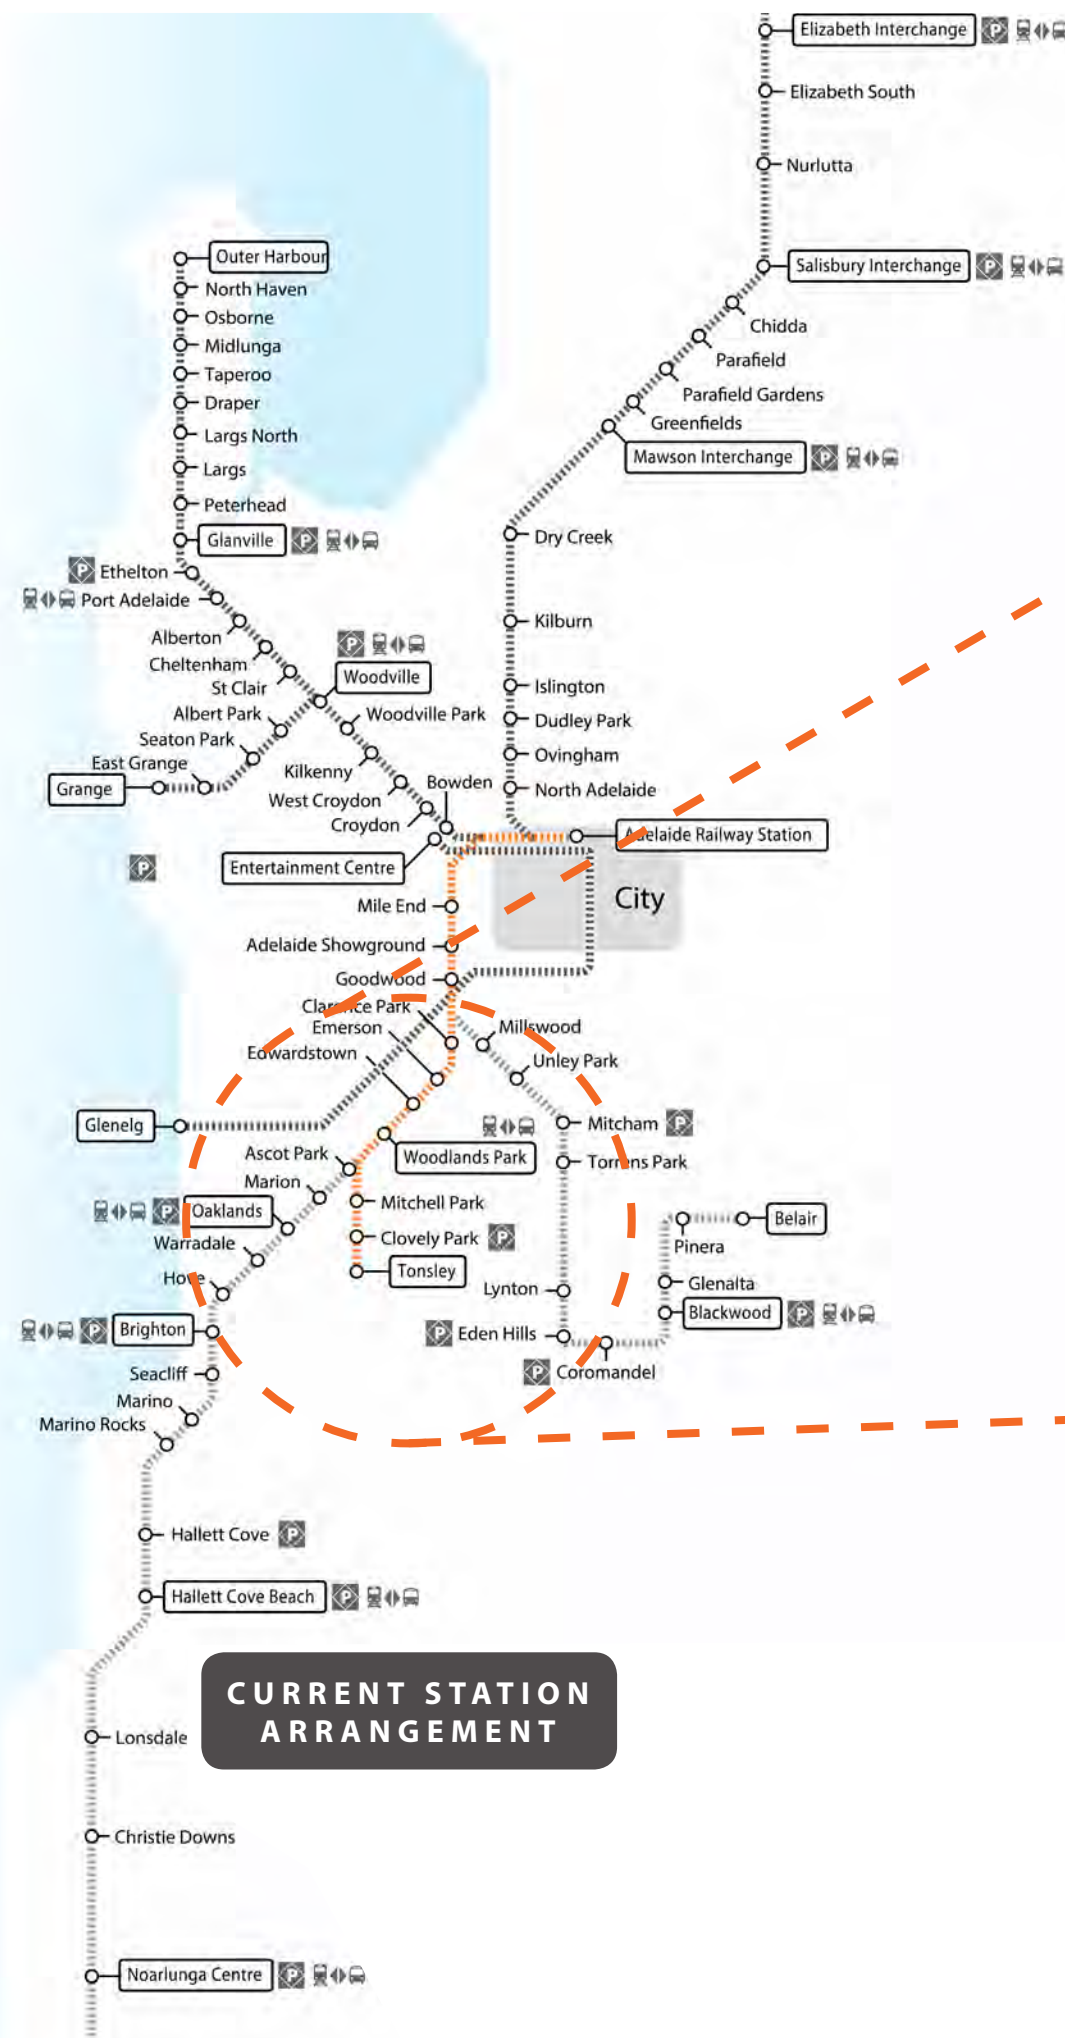 Elizabeth Interchange P
Elizabeth South
Nurlutta
Outer Harbour
Salisbury Interchange P
North Haven
Osborne
Chidda
Midlunga
Parafield
Taperoo
Parafield Gardens
Draper
Greenfields
Largs North
Mawson Interchange P
Largs
Peterhead
Glanville P
Dry Creek
P Ethelton
Port Adelaide
Kilburn
Alberton
P
Cheltenham
Woodville
St Clair
Islington
Albert Park
Woodville Park
Dudley Park
Seaton Park
Ovingham
East Grange
Kilkenny
Bowden
Grange
North Adelaide
West Croydon
Croydon
Adelaide Railway Station
P
Entertainment Centre
City
Mile End
Adelaide Showground
Goodwood
Clarence Park
Emerson
Millswood
Edwardstown
Unley Park
Glenelg
Mitcham P
Ascot Park
Woodlands Park
Torrens Park
Marion
Mitchell Park
P Oaklands
Belair
Warradale
Clovely Park P
Pinera
Hove
Tonsley
Lynton
Glenalta
Blackwood P
P Brighton
P Eden Hills
Seacliff
P Coromandel
Marino
Marino Rocks
Hallett Cove P
Hallett Cove Beach P
CURRENT STATION
ARRANGEMENT
Lonsdale
Christie Downs
Noarlunga Centre P